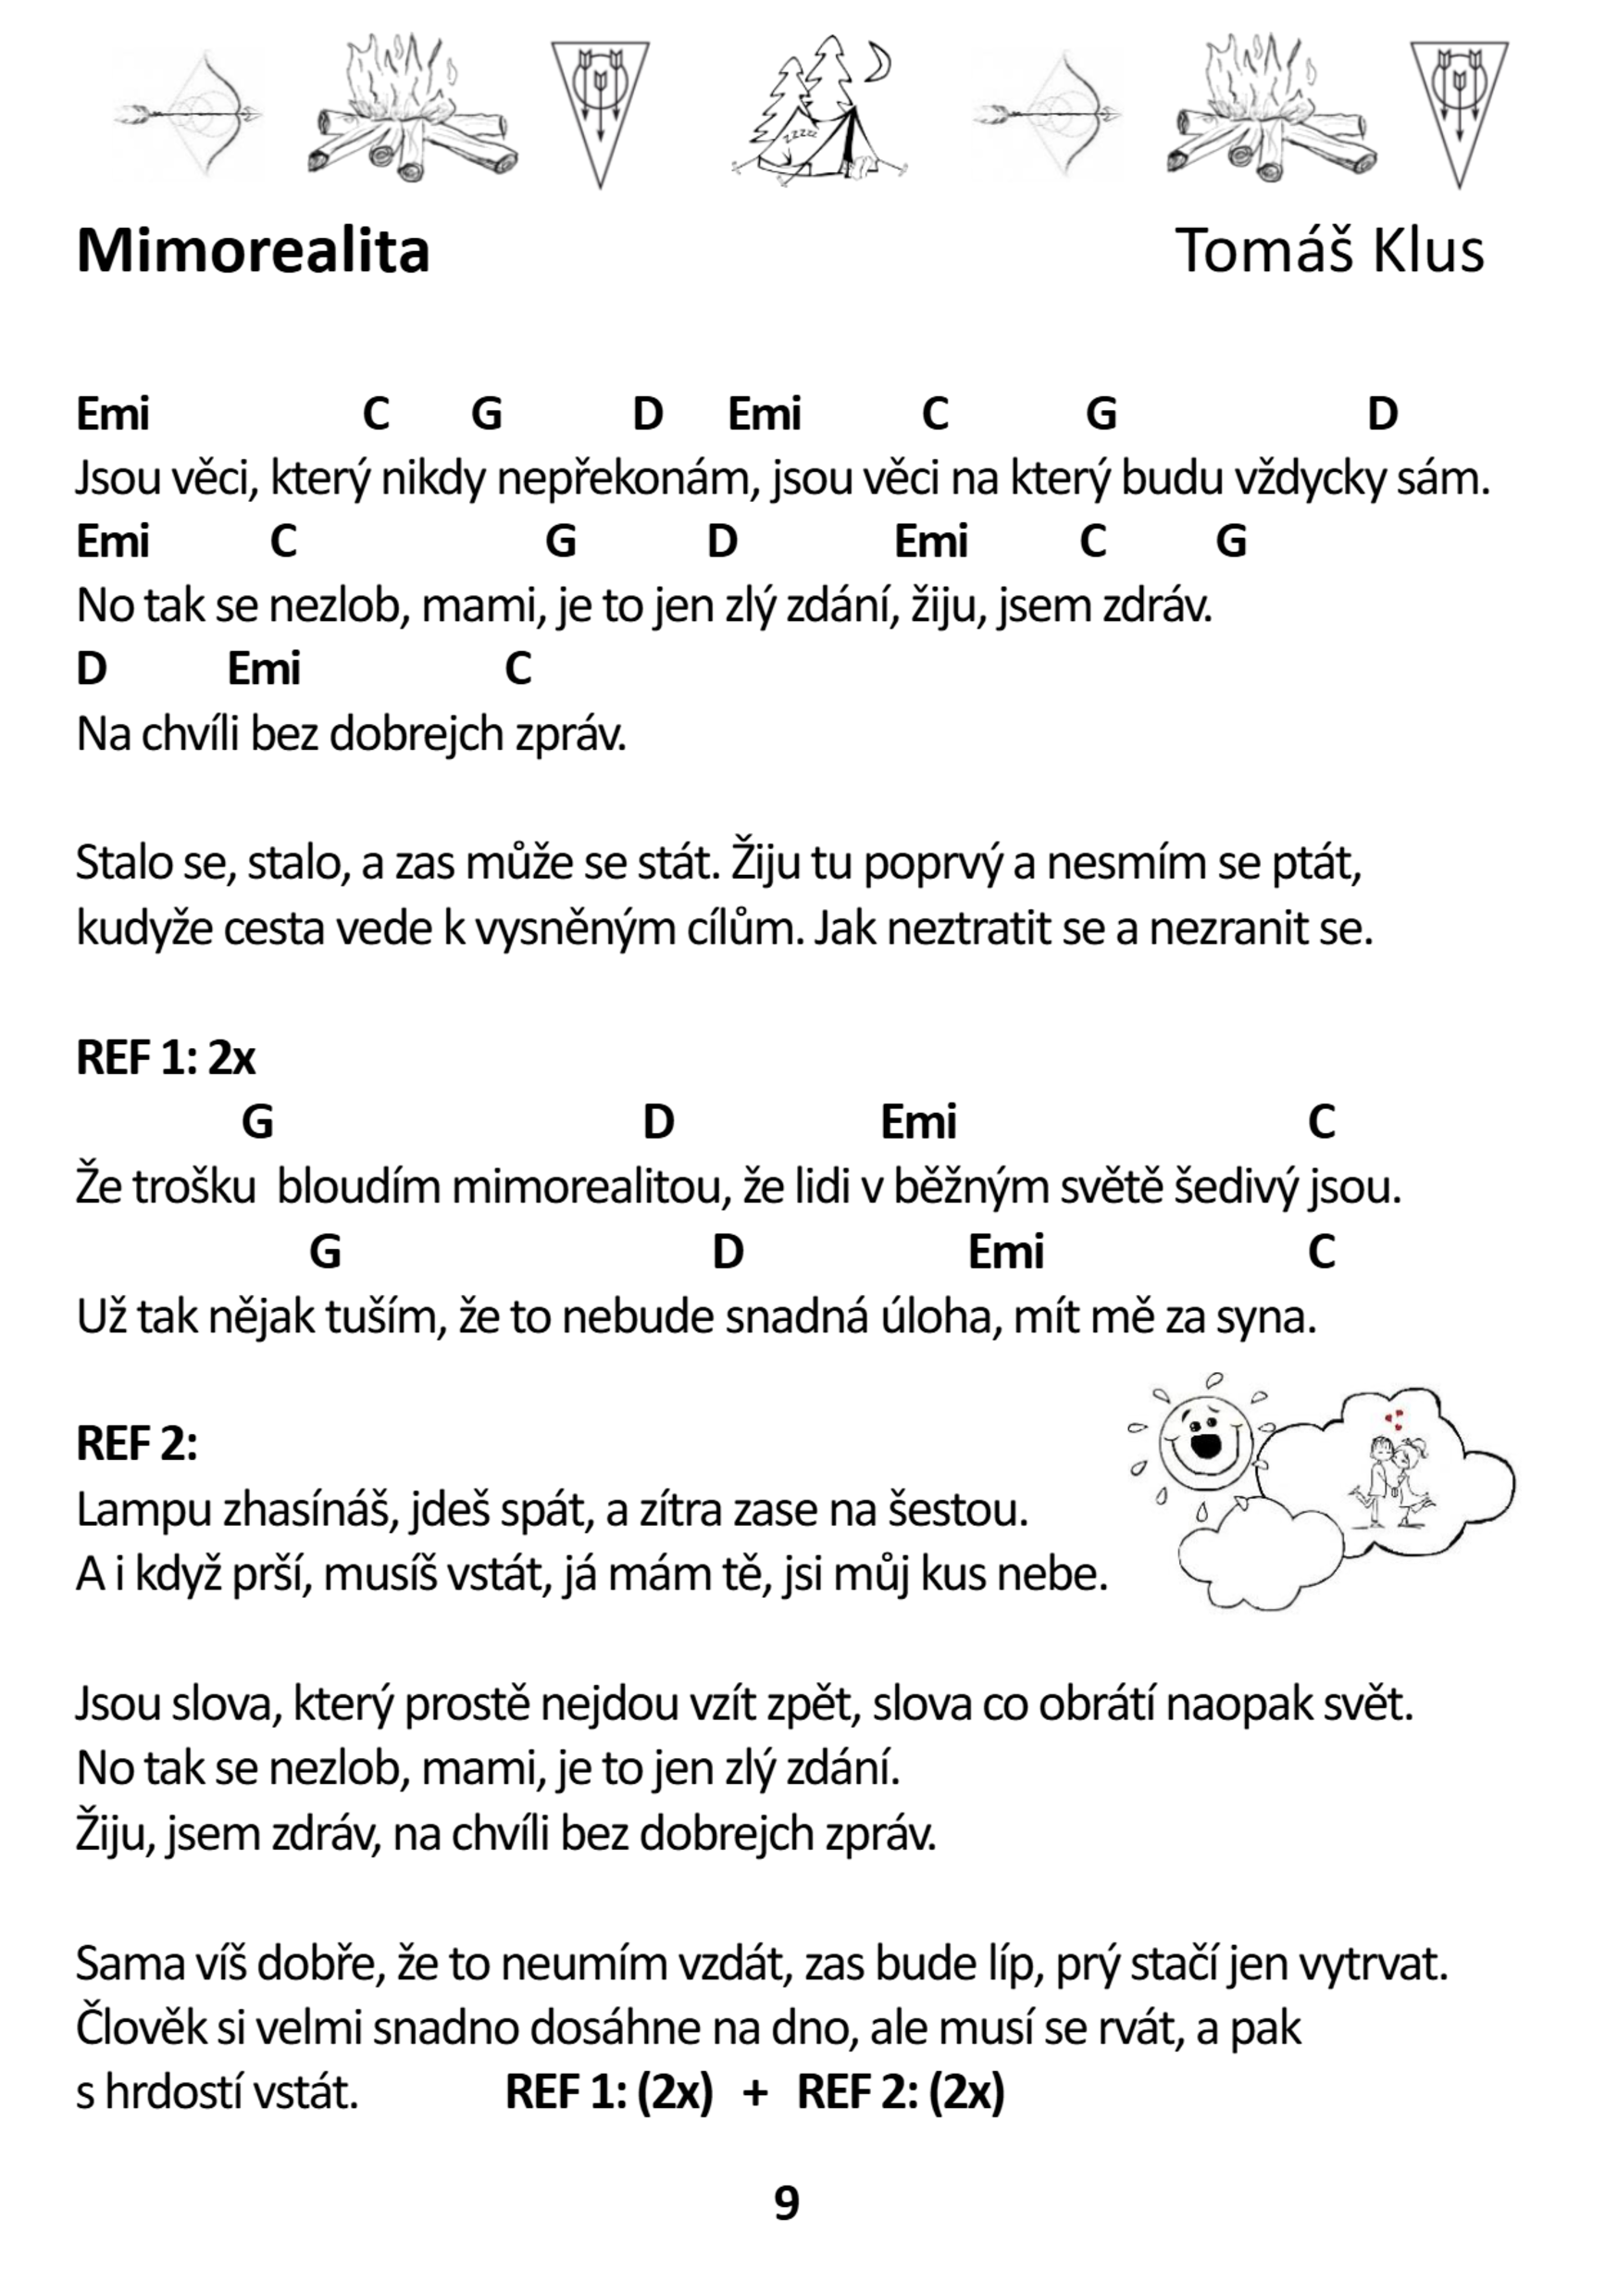 zzzzz
Mimorealita Tomáš Klus
Emi C G D Emi C G D
Jsou věci, který nikdy nepřekonám, jsou věci na který budu vždycky sám.
Emi C G D Emi C G
No tak se nezlob, mami, je to jen zlý zdání, žiju, jsem zdráv.
D Emi C
Na chvíli bez dobrejch zpráv.
Stalo se, stalo, a zas může se stát. Žiju tu poprvý a nesmím se ptát,
kudyže cesta vede k vysněným cílům. Jak neztratit se a nezranit se.
REF 1: 2x
G D Emi C
Že trošku bloudím mimorealitou, že lidi v běžným světě šedivý jsou.
G D Emi C
Už tak nějak tuším, že to nebude snadná úloha, mít mě za syna.
REF 2:
Lampu zhasínáš, jdeš spát, a zítra zase na šestou.
A i když prší, musíš vstát, já mám tě, jsi můj kus nebe.
Jsou slova, který prostě nejdou vzít zpět, slova co obrátí naopak svět.
No tak se nezlob, mami, je to jen zlý zdání.
Žiju, jsem zdráv, na chvíli bez dobrejch zpráv.
Sama víš dobře, že to neumím vzdát, zas bude líp, prý stačí jen vytrvat.
Člověk si velmi snadno dosáhne na dno, ale musí se rvát, a pak
s hrdostí vstát. REF 1: (2x) + REF 2: (2x)
9